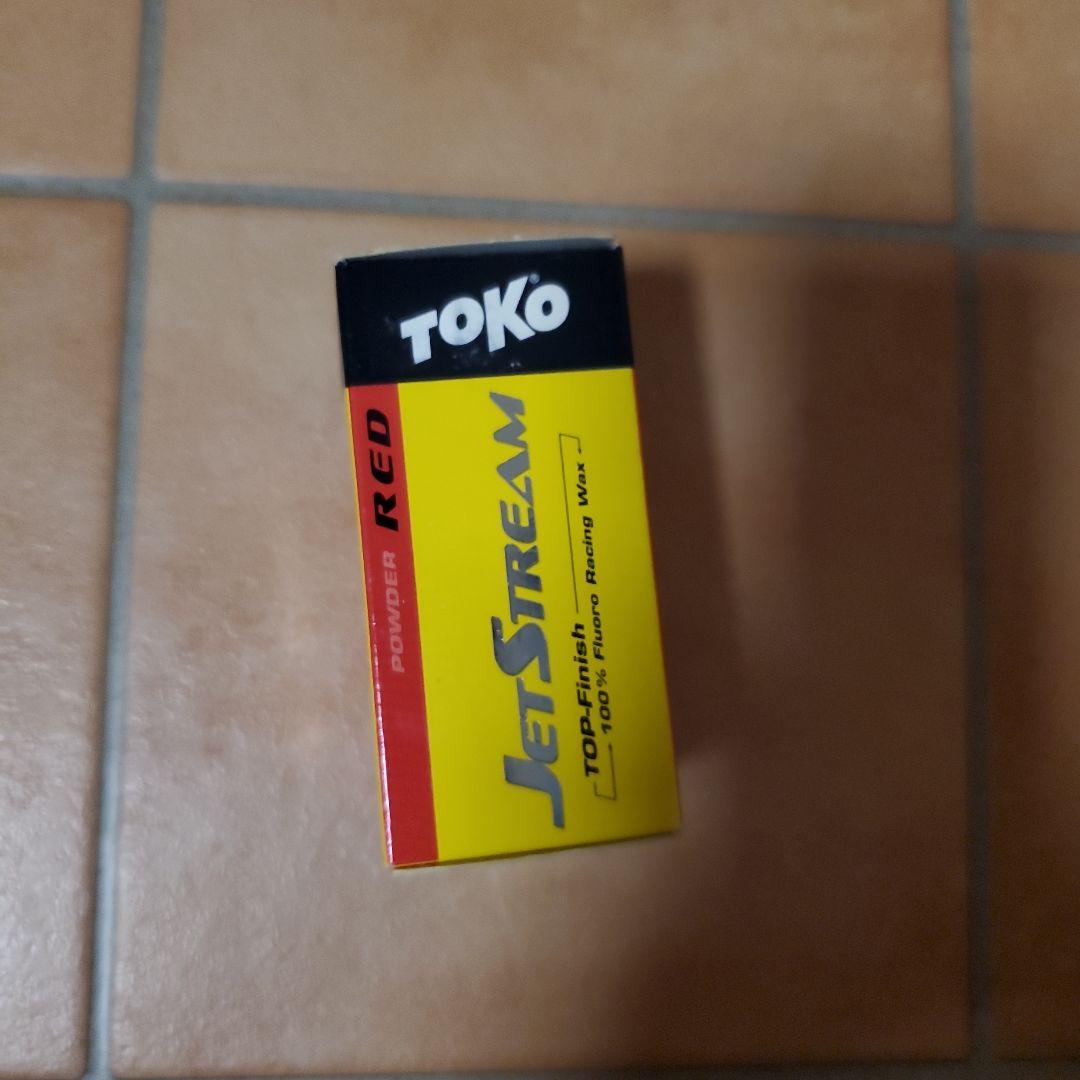 TOKO®
POWDER RED
JETSTREAM
TOP-Finish
100% Fluoro Racing Wax